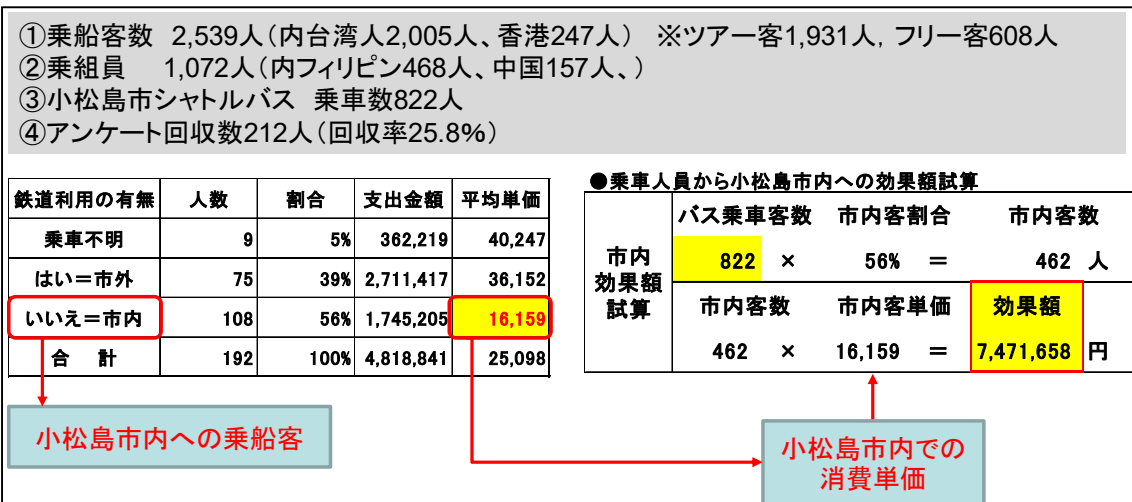 ①乗船客数 2,539人(内台湾人2,005人、香港247人) ※ツアー客1,931人, フリー客608人
②乗組員 1,072人(内フィリピン468人、中国157人、)
③小松島市シャトルバス 乗車数822人
④アンケート回収数212人(回収率25.8%)
鉄道利用の有無 人数 割合 支出金額 平均単価
乗車不明 9 5% 362,219 40,247
はい=市外 75 39% 2,711,417 36,152
いいえ=市内 108 56% 1,745,205 16,159
合 計 192 100% 4,818,841 25,098
小松島市内への乗船客
●乗車人員から小松島市内への効果額試算
市内
効果額
試算
バス乗車客数 市内客割合 市内客数
822 × 56% = 462 人
市内客数 市内客単価 効果額
462 × 16,159 = 7,471,658 円
小松島市内での
消費単価